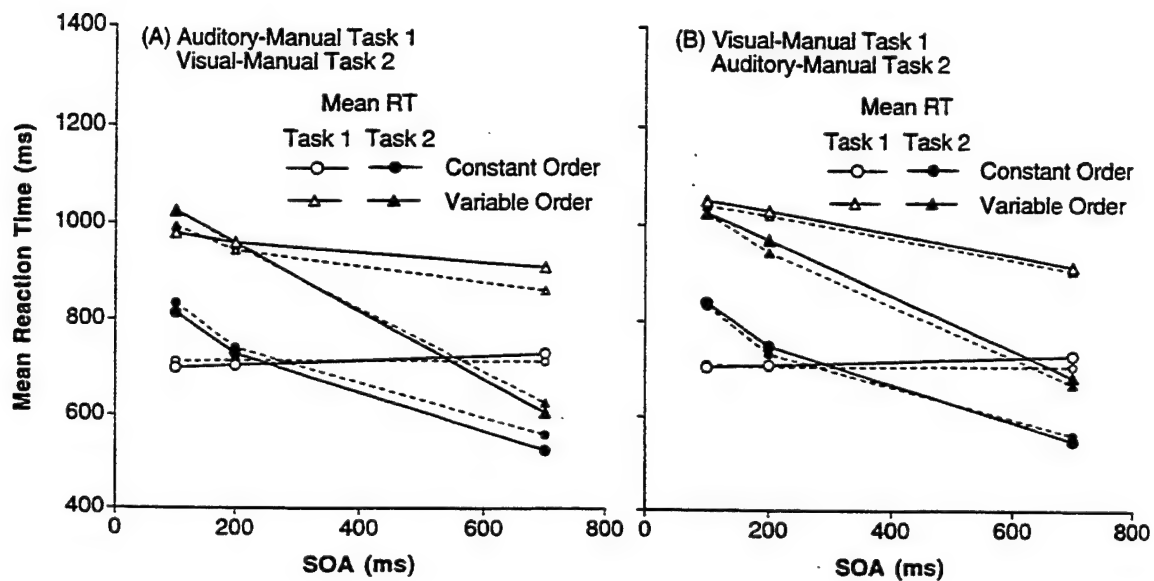 1400
1200
1000
800
600
400
Mean Reaction Time (ms)
(A) Auditory-Manual Task 1
Visual-Manual Task 2
Mean RT
Task 1 Task 2
Constant Order
Variable Order
0 200 400 600 800
SOA (ms)
(B) Visual-Manual Task 1
Auditory-Manual Task 2
Mean RT
Task 1 Task 2
Constant Order
Variable Order
0 200 400 600 800
SOA (ms)